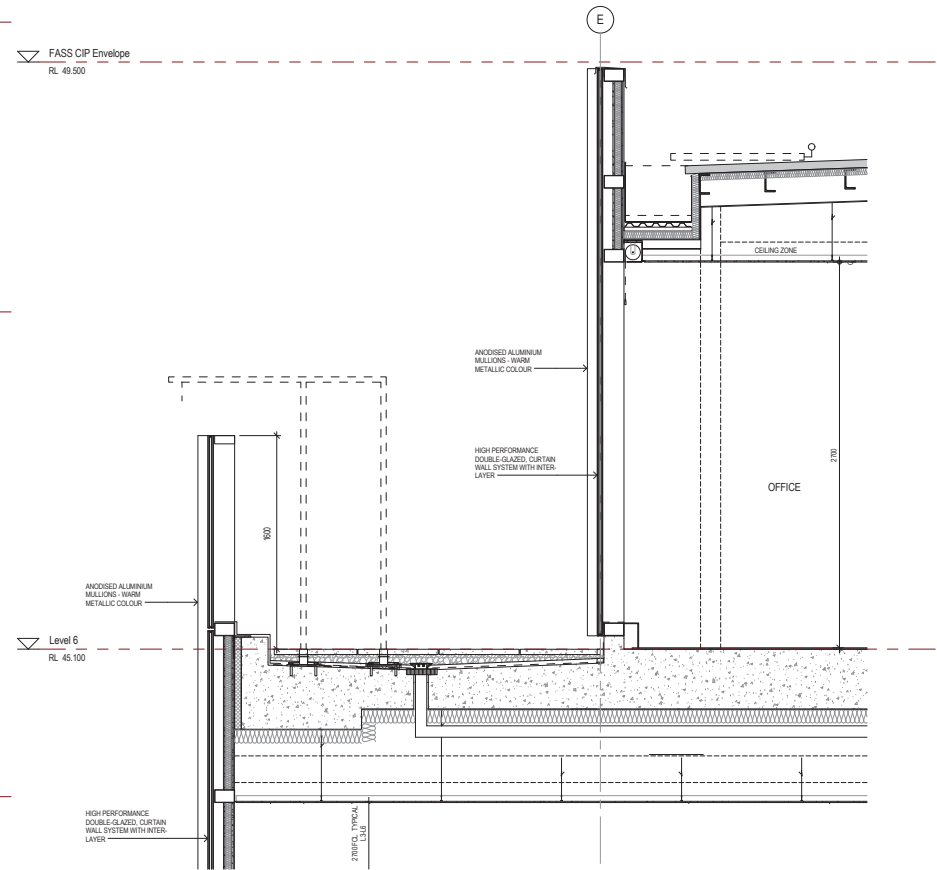 E
FASS CIP Envelope
RL 49.500
CEILING ZONE
ANODISED ALUMINIUM
MULLIONS - WARM
METALLIC COLOUR
HIGH PERFORMANCE
DOUBLE-GLAZED, CURTAIN
WALL SYSTEM WITH INTER-
LAYER
2700
OFFICE
1600
ANODISED ALUMINIUM
MULLIONS - WARM
METALLIC COLOUR
Level 6
RL 45.100
HIGH PERFORMANCE
DOUBLE-GLAZED, CURTAIN
WALL SYSTEM WITH INTER-
LAYER
2700 FCL TYPICAL
L3-L6